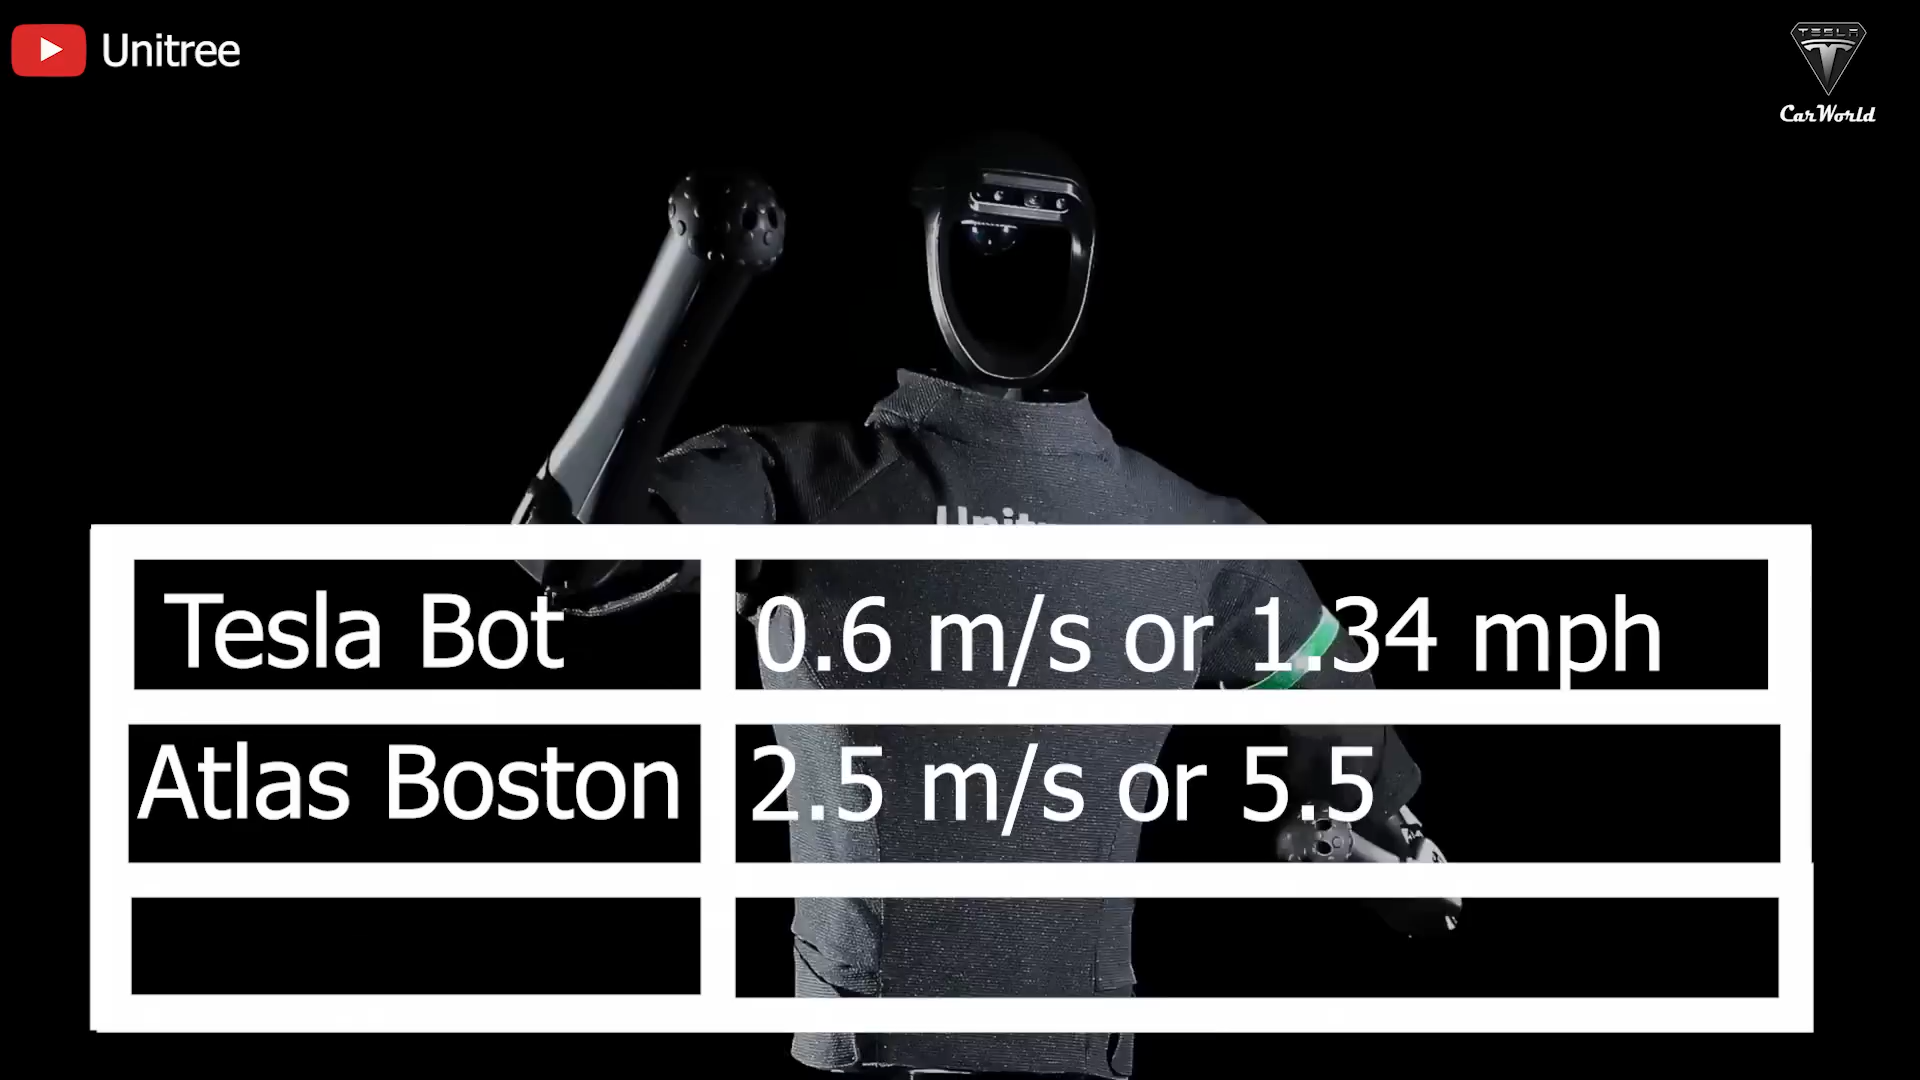 Unitree
TESLA
CarWorld
Tesla Bot
0.6 m/s or 1.34 mph
Atlas Boston
2.5 m/s or 5.5